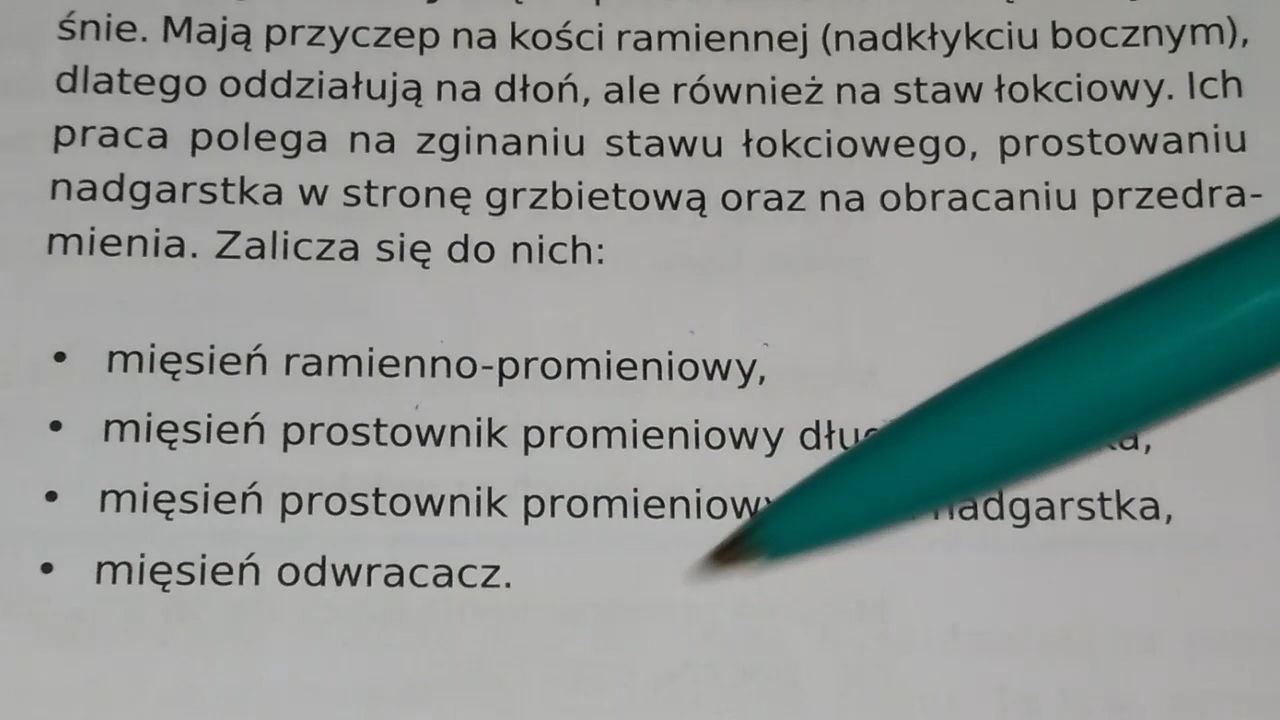 śnie. Mają przyczep na kości ramiennej (nadkłykciu bocznym),
dlatego oddziałują na dłoń, ale również na staw łokciowy. Ich
praca polega na zginaniu stawu łokciowego, prostowaniu
nadgarstka w stronę grzbietową oraz na obracaniu przedra-
mienia. Zalicza się do nich:
• mięsień ramienno-promieniowy,
• mięsień prostownik promieniowy
• mięsień prostownik promieniowy nadgarstka,
• mięsień odwracacz.